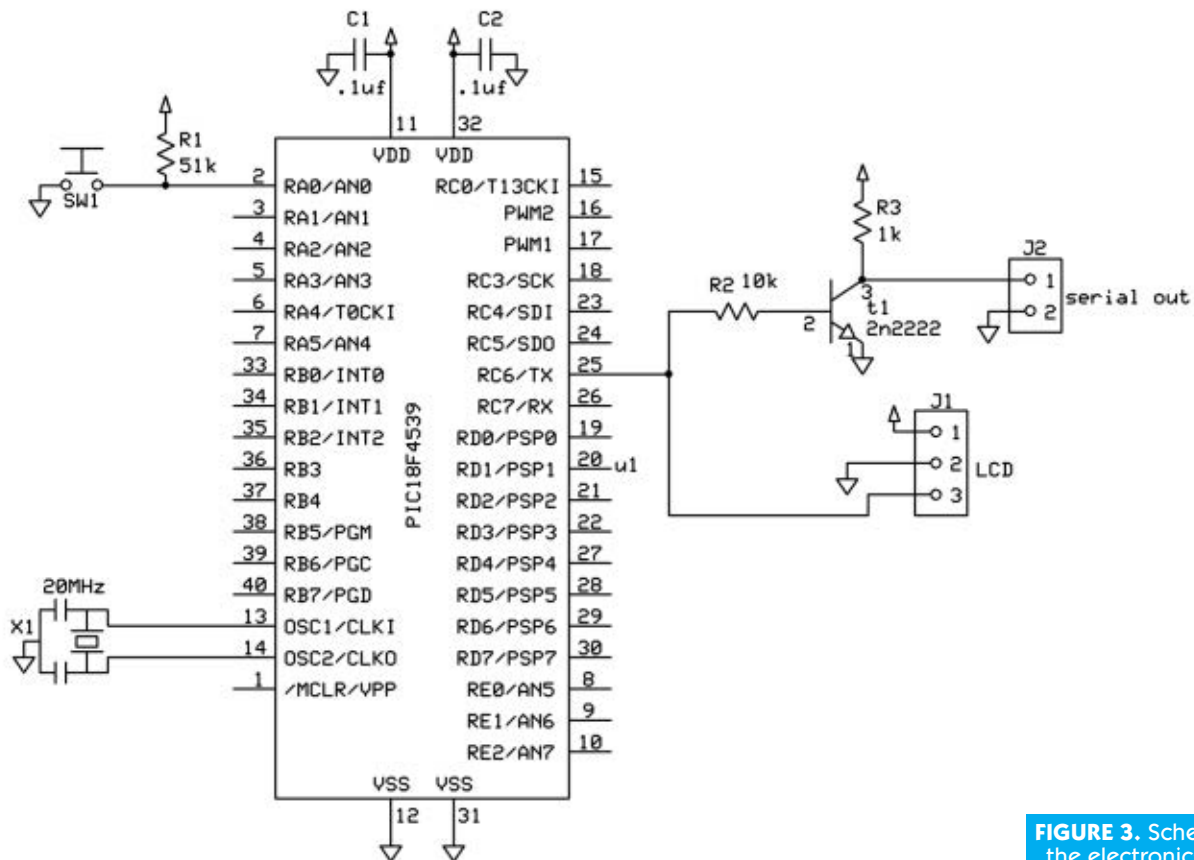 C1
C2
.1uf
.1uf
11
32
R1
51k
SW1
VDD
VDD
2 RA0/AN0
3 RA1/AN1
4 RA2/AN2
5 RA3/AN3
6 RA4/T0CKI
7 RA5/AN4
33 RB0/INT0
34 RB1/INT1
35 RB2/INT2
36 RB3
37 RB4
38 RB5/PGM
39 RB6/PGC
40 RB7/PGD
13 OSC1/CLKI
14 OSC2/CLKO
1 /MCLR/VPP
20MHz
X1
PIC18F4539
RC0/T13CKI 15
PWM2 16
PWM1 17
RC3/SCK 18
RC4/SDI 23
RC5/SDO 24
RC6/TX 25
RC7/RX 26
RD0/PSP0 19
RD1/PSP1 20 u1
RD2/PSP2 21
RD3/PSP3 22
RD4/PSP4 27
RD5/PSP5 28
RD6/PSP6 29
RD7/PSP7 30
RE0/AN5 8
RE1/AN6 9
RE2/AN7 10
VSS
VSS
12
31
R3
1k
R2 10k
3
t1
2
2n2222
1
J2
1
2
serial out
J1
1
2
3
LCD
FIGURE 3. Sche
the electronic